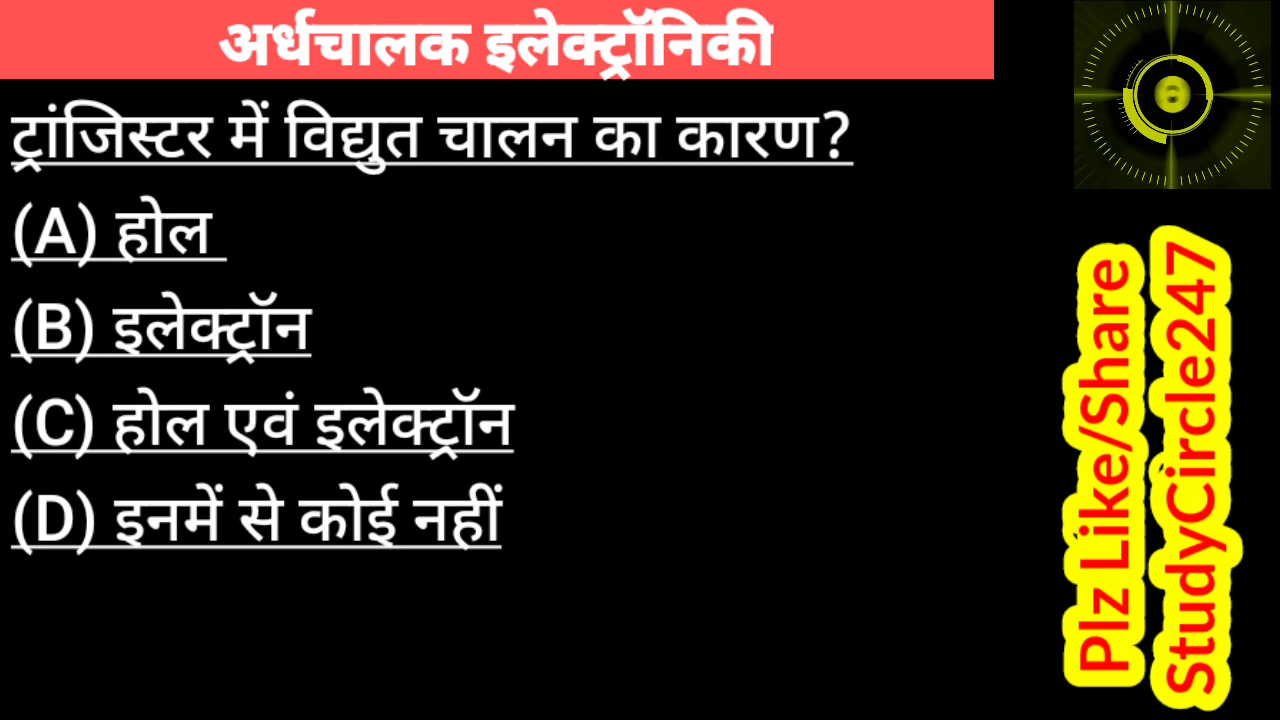 अर्धचालक इलेक्ट्रॉनिकी
ट्रांजिस्टर में विद्युत चालन का कारण?
(A) होल
(B) इलेक्ट्रॉन
(C) होल एवं इलेक्ट्रॉन
(D) इनमें से कोई नहीं
Plz Like/Share
StudyCircle247